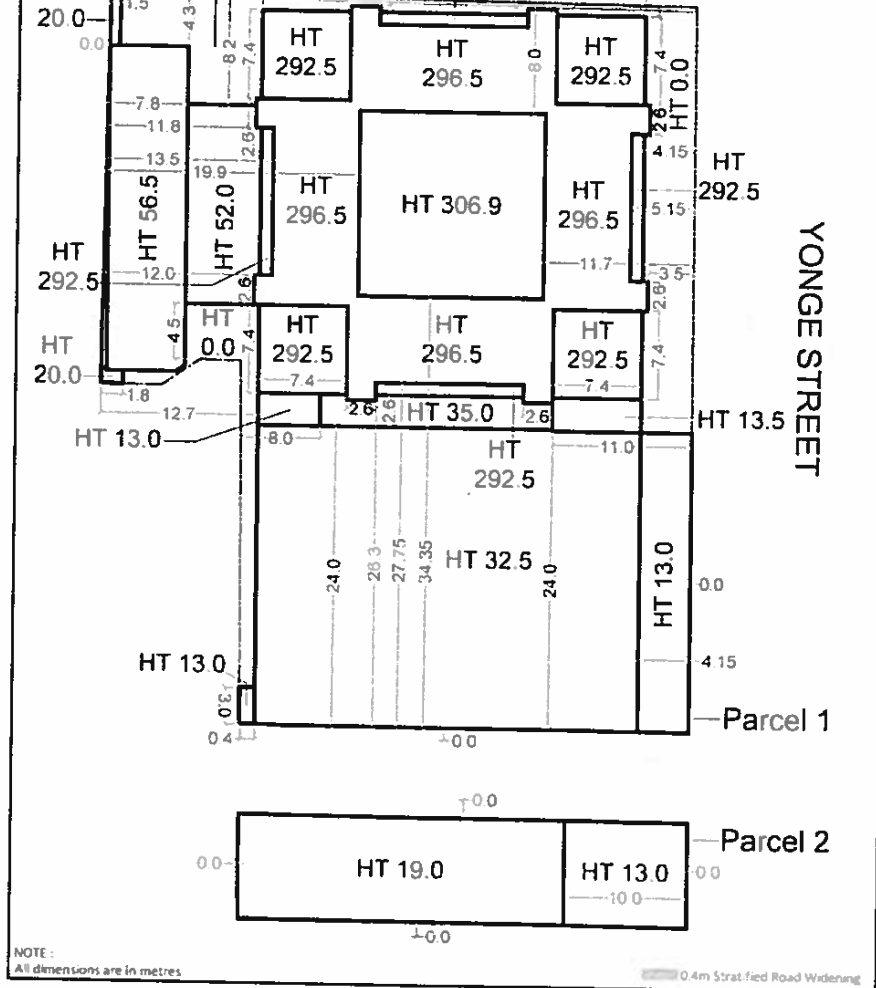 20.0
1.5
4.3
0.0
8.2
7.4
HT
292.5
HT
296.5
8.0
HT
292.5
7.4
HT 0.0
7.8
11.8
2.6
13.5
19.9
2.6
4.15
HT
292.5
HT 56.5
HT 52.0
HT
296.5
HT 306.9
HT
296.5
5.15
YONGE STREET
HT
292.5
12.0
2.6
11.7
3.5
2.6
4.5
HT
0.0
7.4
HT
292.5
7.4
HT
296.5
HT
292.5
7.4
7.4
HT
20.0
1.8
12.7
2.6
2.6
HT 35.0
2.6
HT 13.5
HT 13.0
8.0
HT
292.5
11.0
24.0
26.3
27.75
34.35
HT 32.5
24.0
HT 13.0
0.0
HT 13.0
4.15
3.0
0.4
0.0
Parcel 1
0.0
Parcel 2
0.0
HT 19.0
HT 13.0
0.0
10.0
0.0
NOTE :
All dimensions are in metres
0.4m Stratified Road Widening